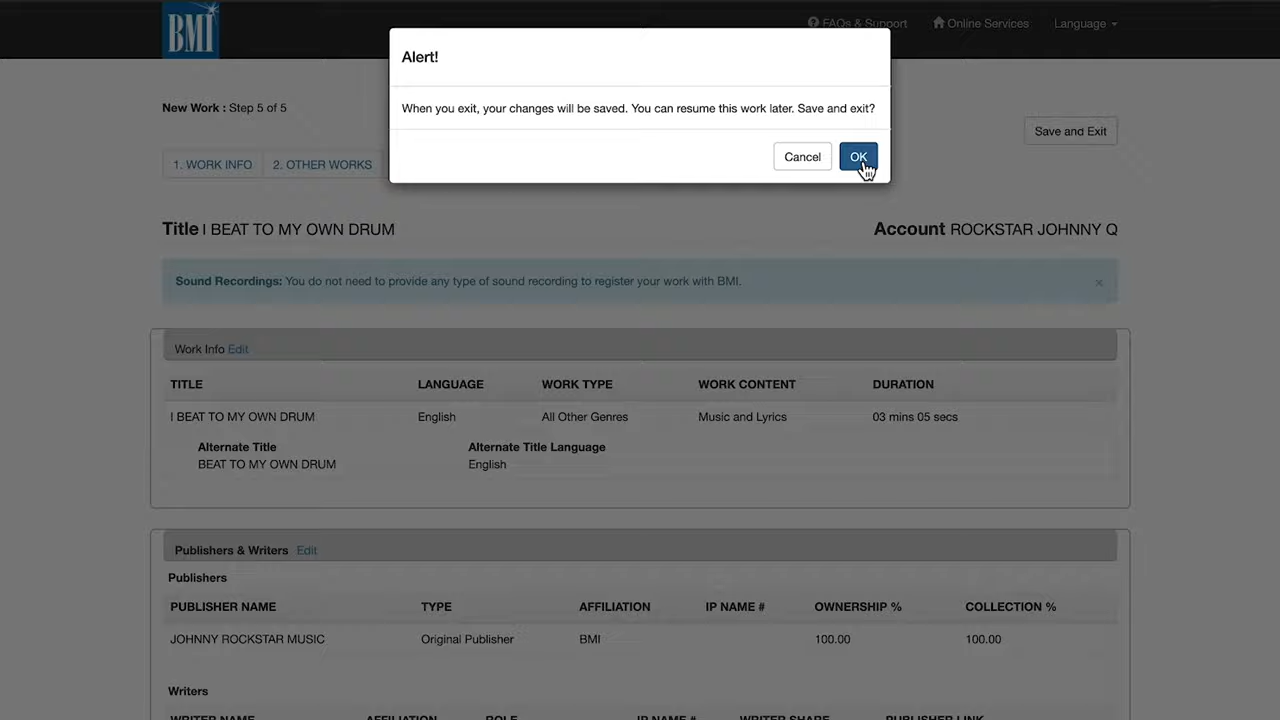 BMI
FAQs & Support Online Services Language
Alert!
When you exit, your changes will be saved. You can resume this work later. Save and exit?
Cancel OK
New Work : Step 5 of 5
Save and Exit
1. WORK INFO 2. OTHER WORKS
Title I BEAT TO MY OWN DRUM Account ROCKSTAR JOHNNY Q
Sound Recordings: You do not need to provide any type of sound recording to register your work with BMI. ×
Work Info Edit
TITLE LANGUAGE WORK TYPE WORK CONTENT DURATION
I BEAT TO MY OWN DRUM English All Other Genres Music and Lyrics 03 mins 05 secs
Alternate Title Alternate Title Language
BEAT TO MY OWN DRUM English
Publishers & Writers Edit
Publishers
PUBLISHER NAME TYPE AFFILIATION IP NAME # OWNERSHIP % COLLECTION %
JOHNNY ROCKSTAR MUSIC Original Publisher BMI 100.00 100.00
Writers
WRITER NAME AFFILIATION ROLE IP NAME # WRITER SHARE PUBLISHER LINK